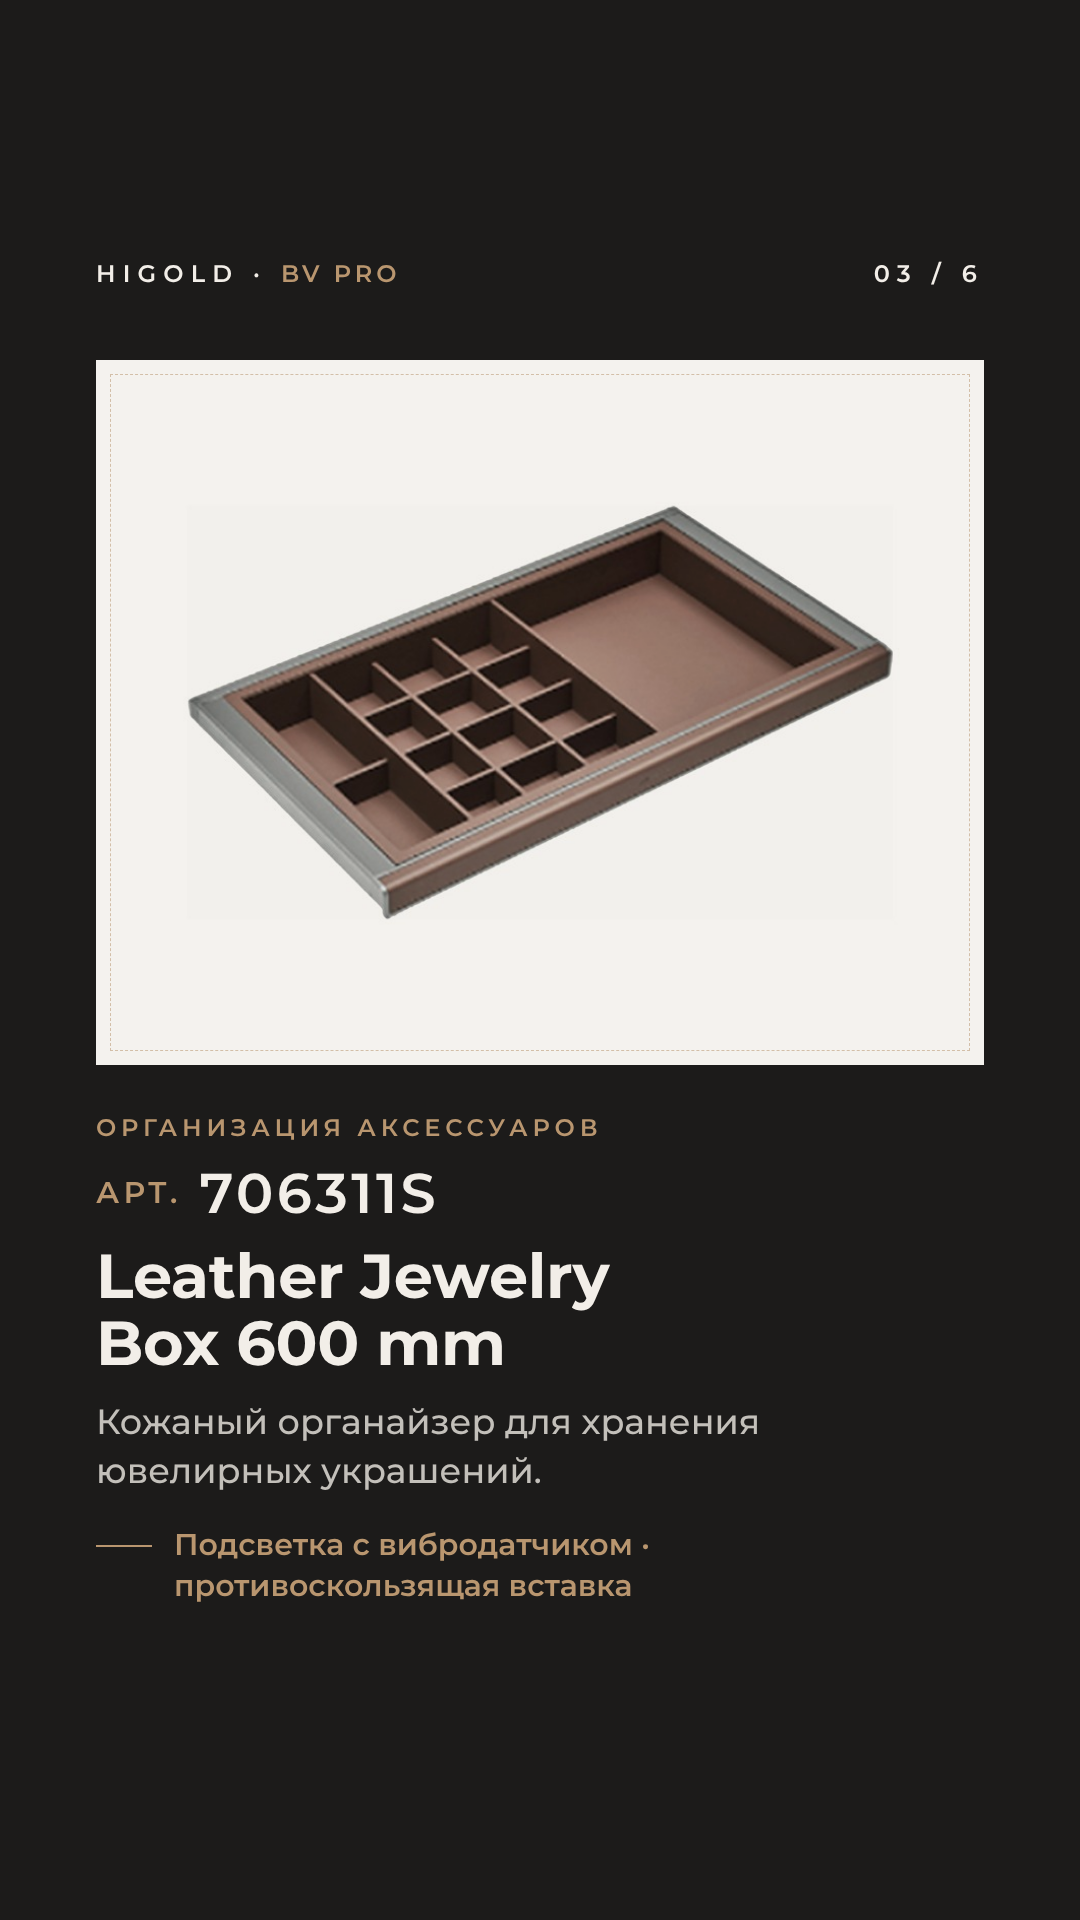 HIGOLD · BV PRO
03 / 6
ОРГАНИЗАЦИЯ АКСЕССУАРОВ
АРТ. 706311S
Leather Jewelry
Box 600 mm
Кожаный органайзер для хранения
ювелирных украшений.
Подсветка с вибродатчиком ·
противоскользящая вставка